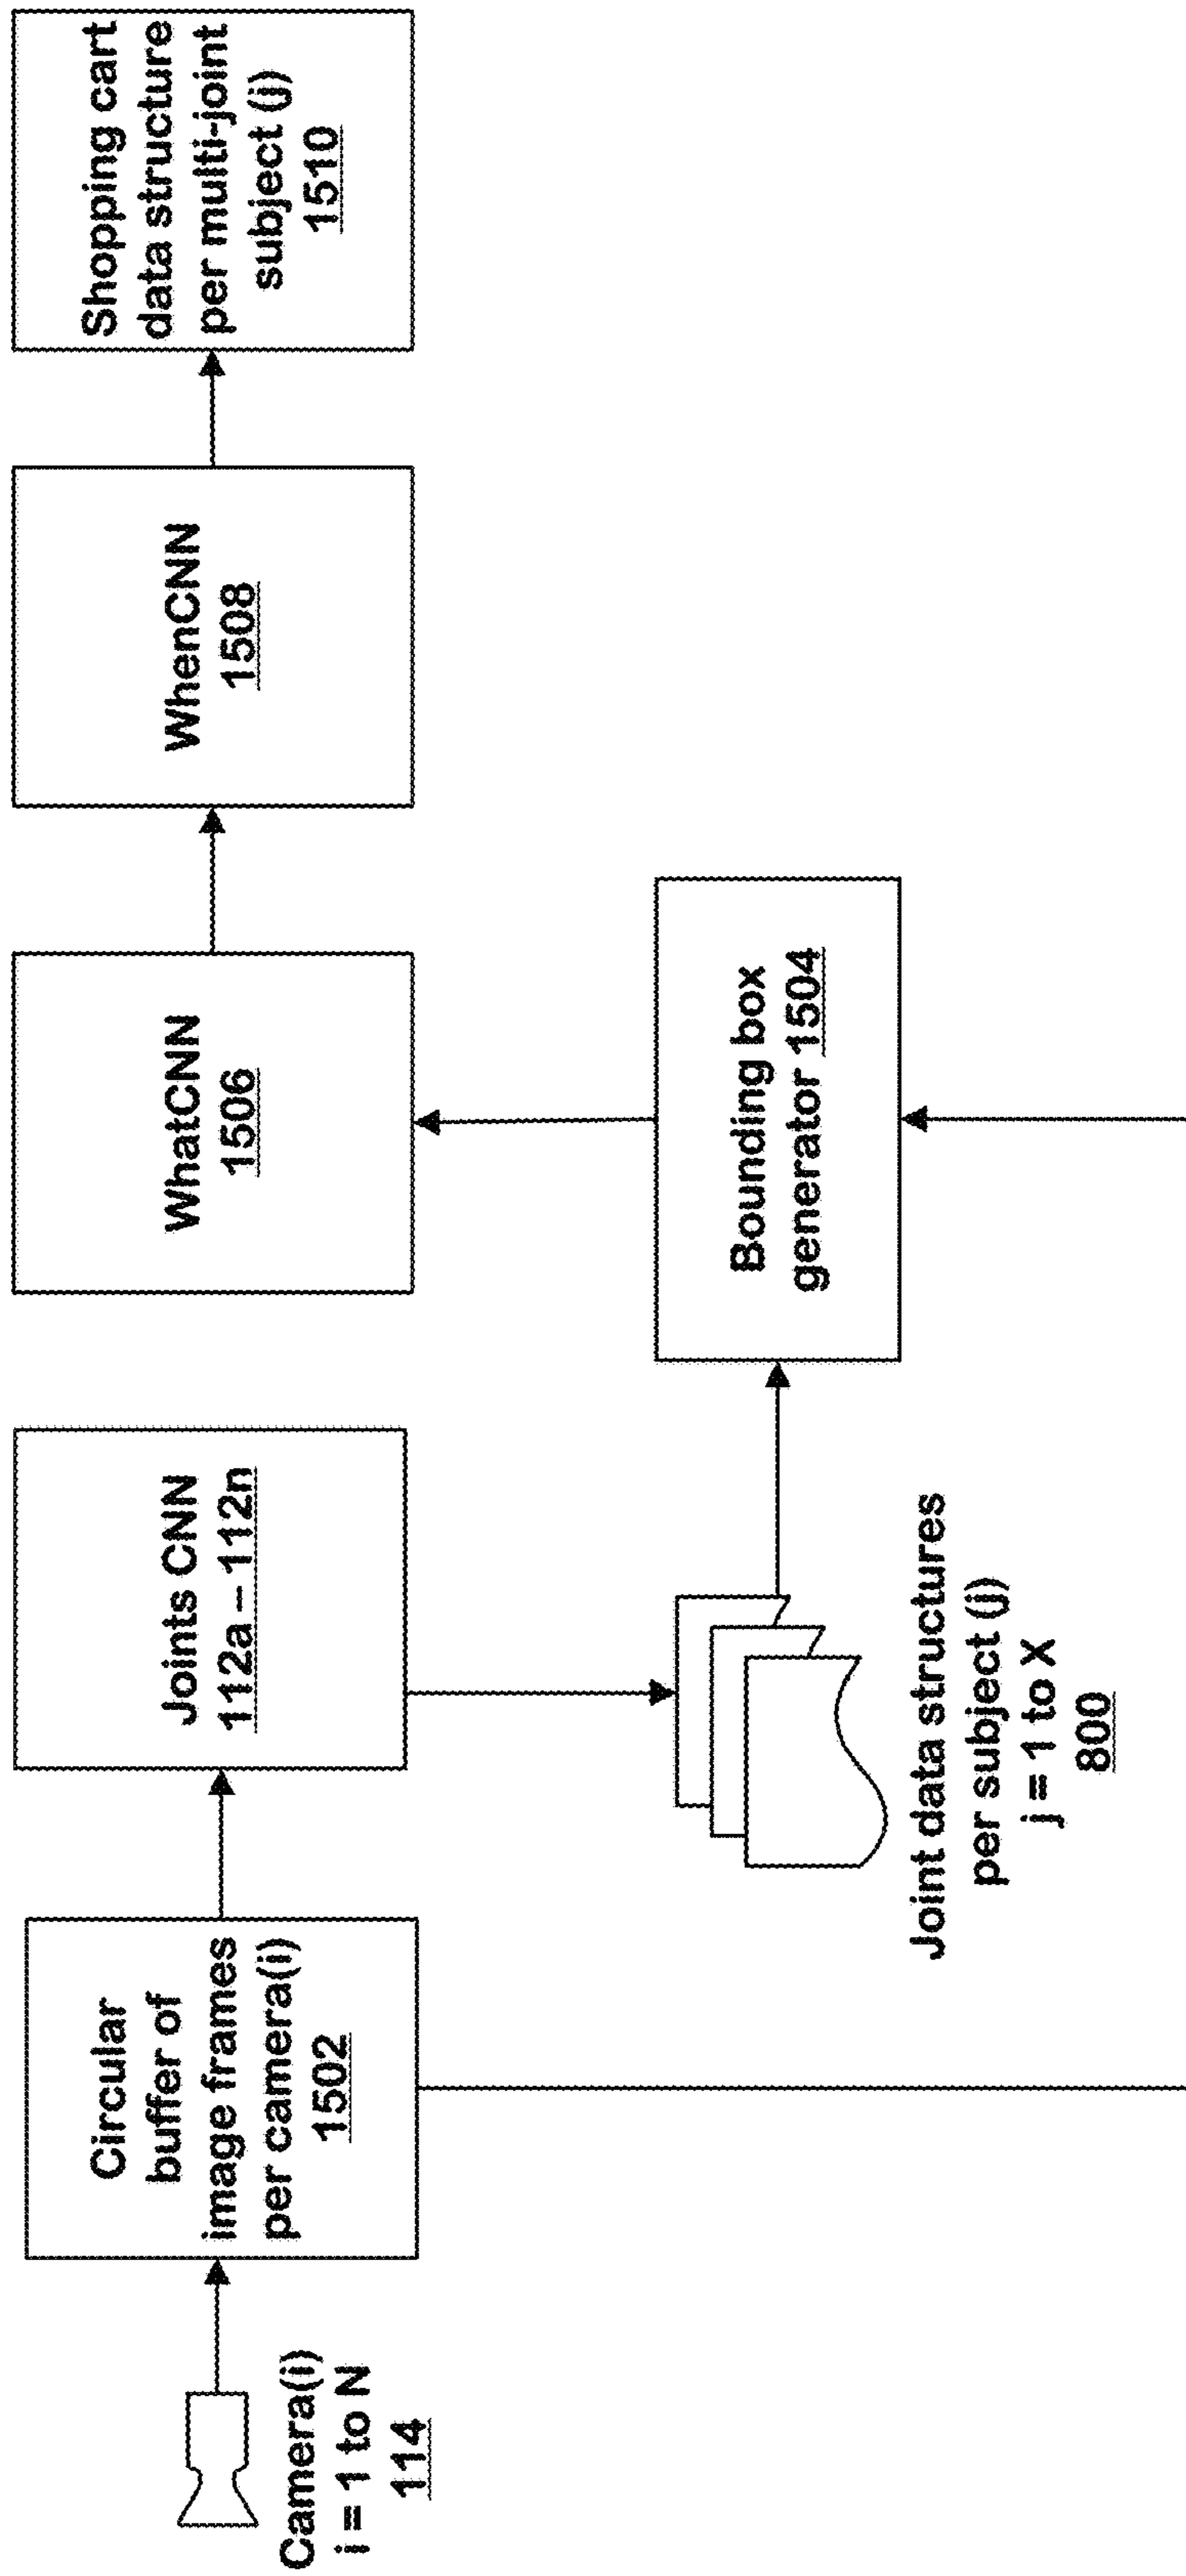 Camera(i)
i = 1 to N
114
Circular
buffer of
image frames
per camera(i)
1502
Joints CNN
112a – 112n
WhatCNN
1506
WhenCNN
1508
Shopping cart
data structure
per multi-joint
subject (j)
1510
Joint data structures
per subject (j)
j = 1 to X
800
Bounding box
generator 1504